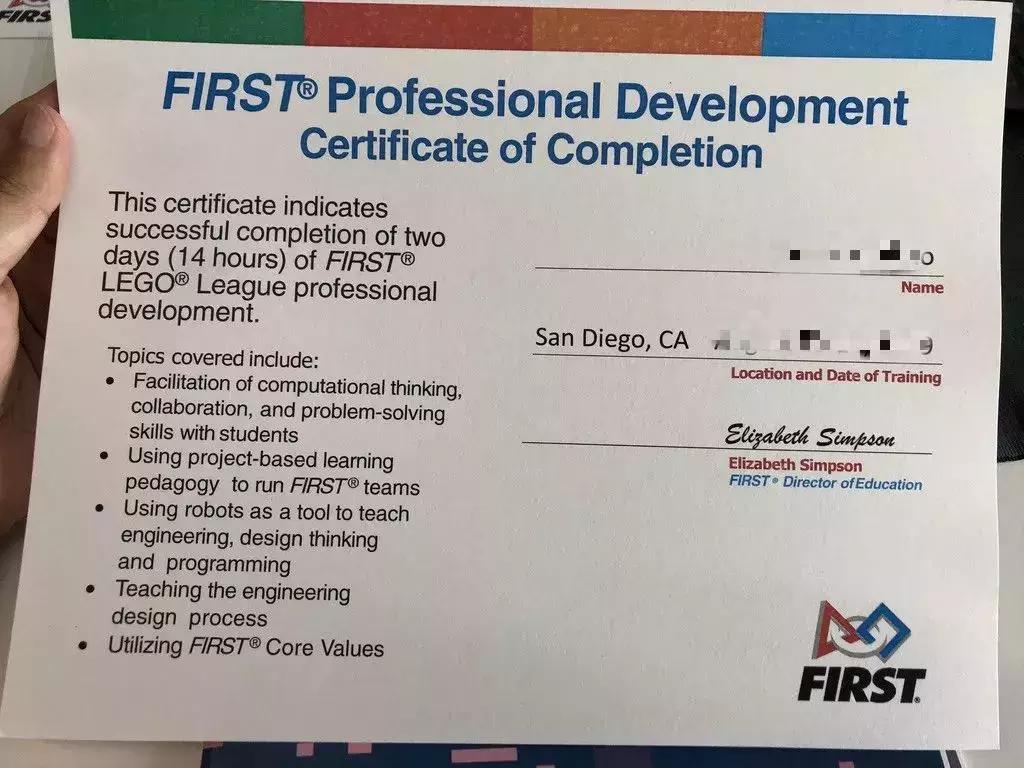 FIRST® Professional Development
Certificate of Completion
This certificate indicates
successful completion of two
days (14 hours) of FIRST®
LEGO® League professional
development.
Topics covered include:
• Facilitation of computational thinking,
collaboration, and problem-solving
skills with students
• Using project-based learning
pedagogy to run FIRST® teams
• Using robots as a tool to teach
engineering, design thinking
and programming
• Teaching the engineering
design process
• Utilizing FIRST® Core Values
Name
San Diego, CA
Location and Date of Training
Elizabeth Simpson
Elizabeth Simpson
FIRST® Director of Education
FIRST®